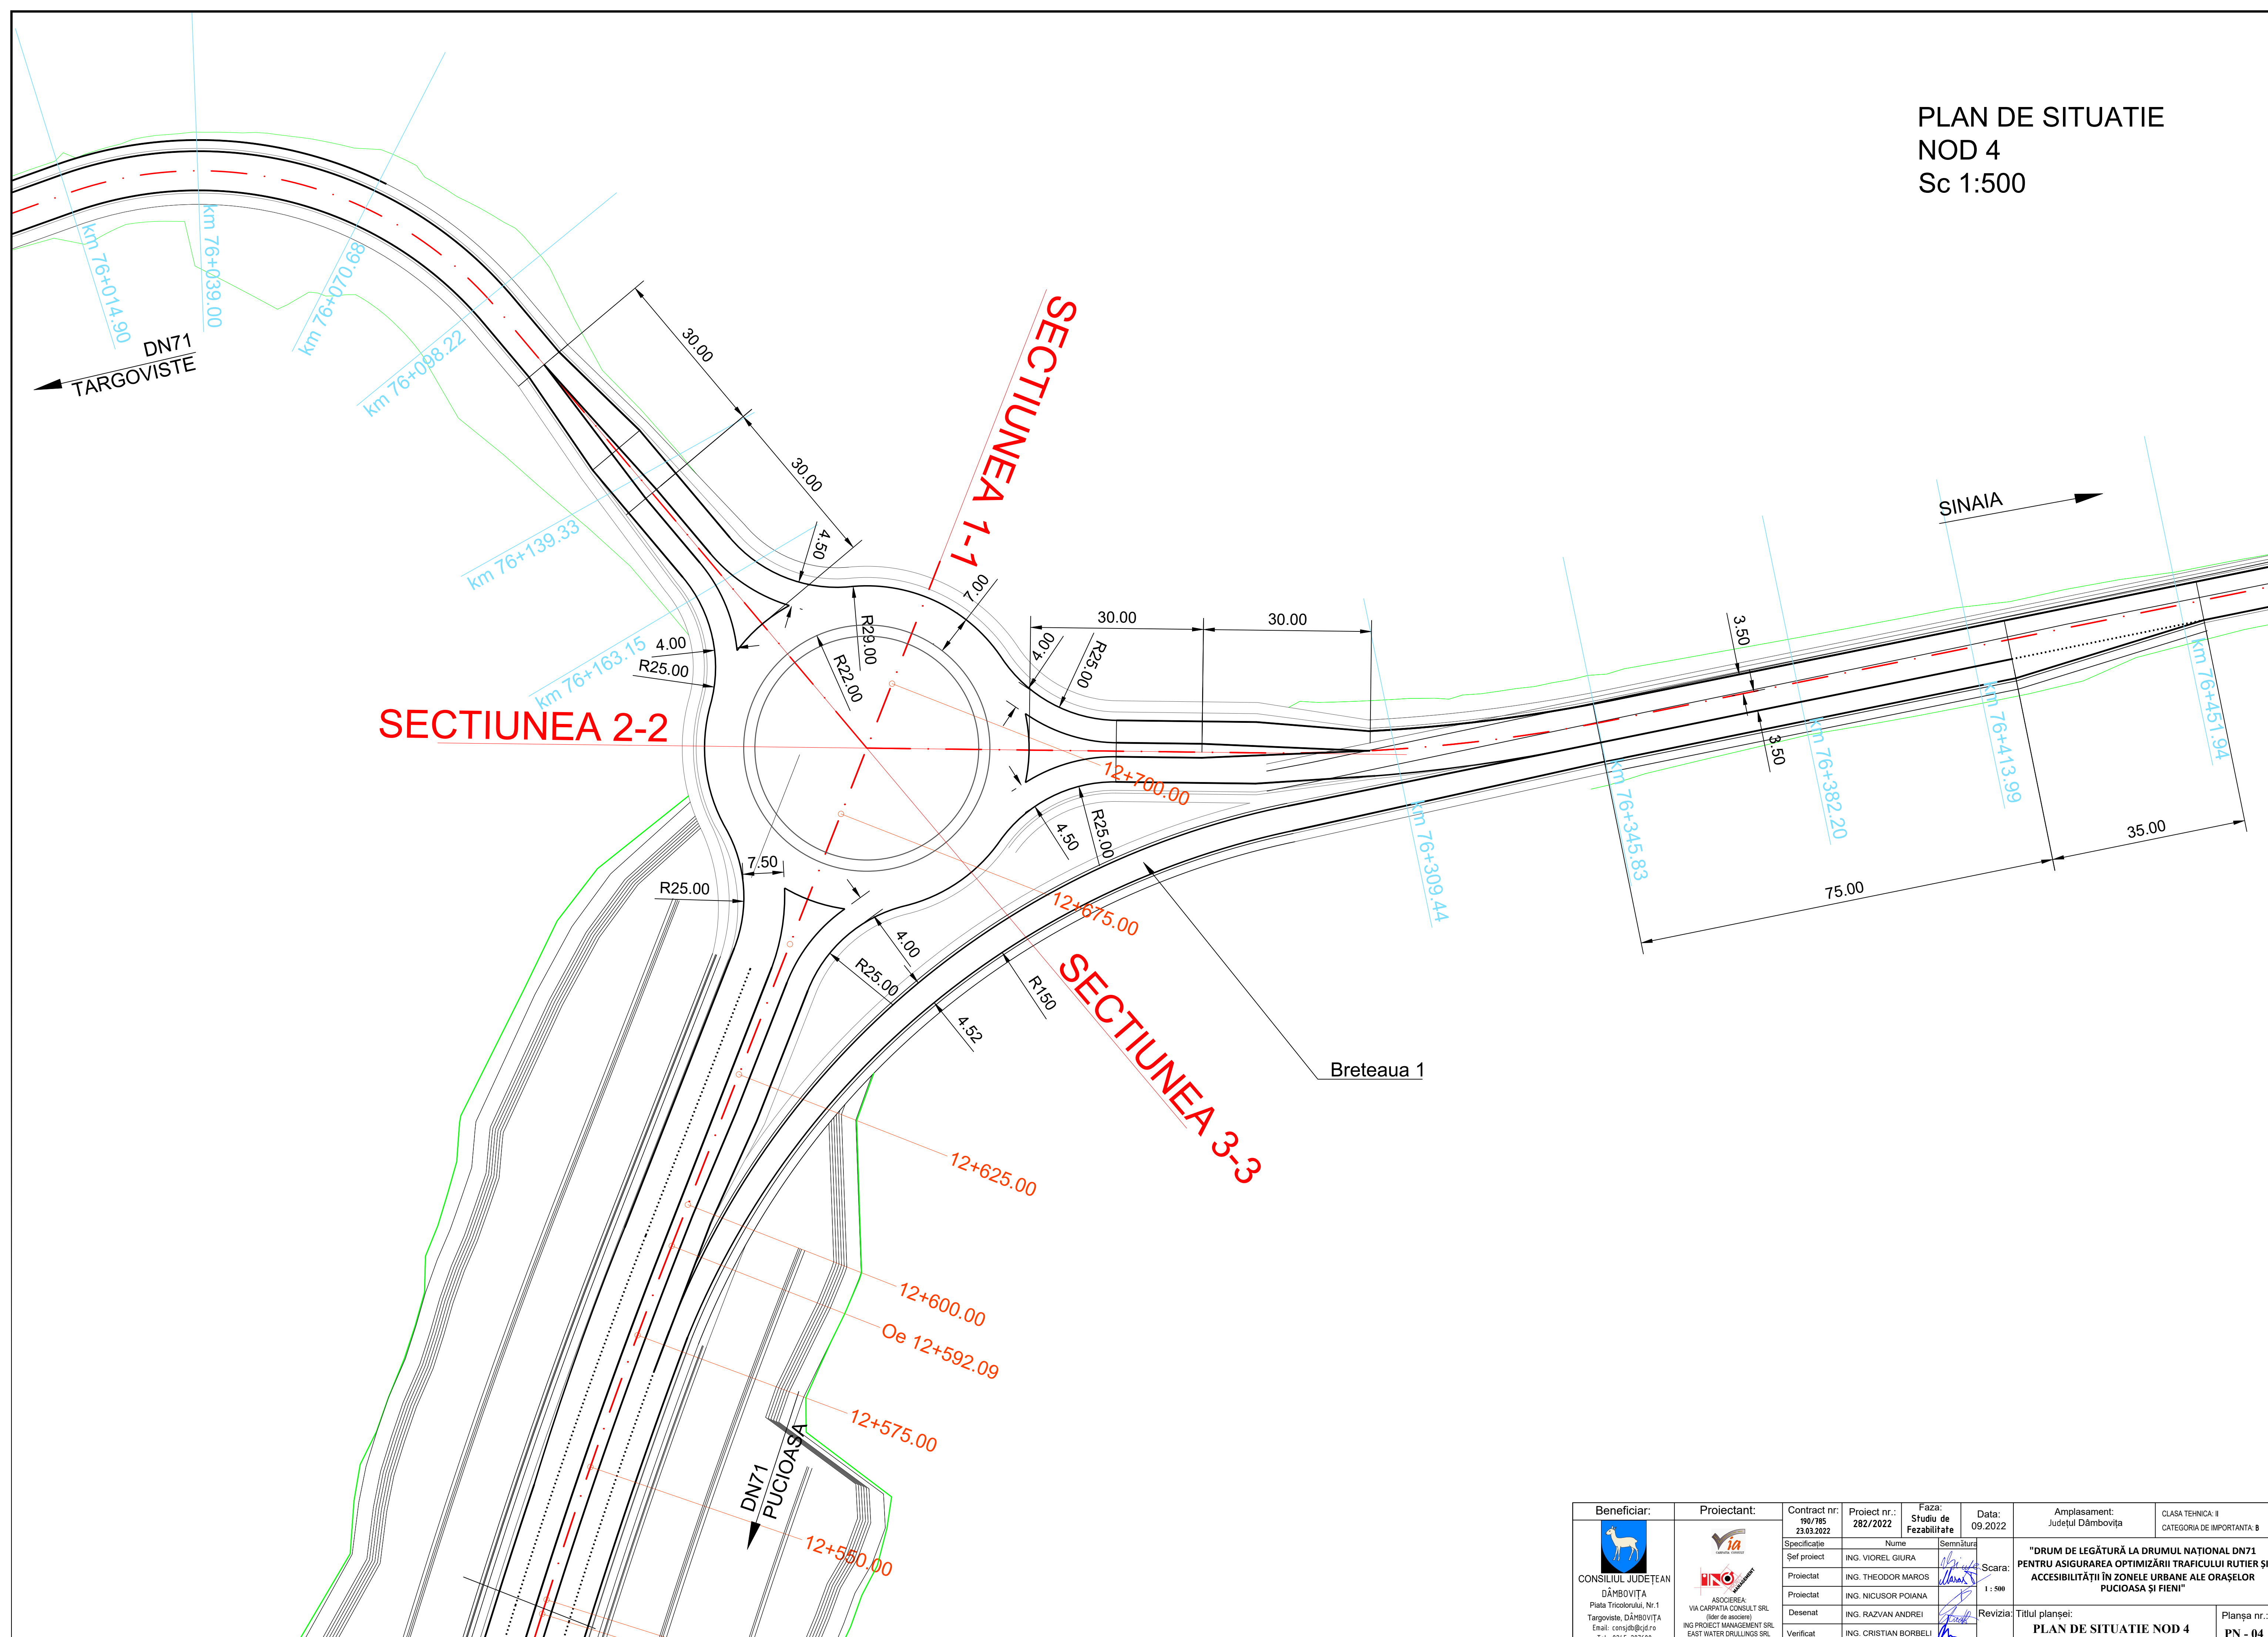 PLAN DE SITUATIE
NOD 4
Sc 1:500
km 76+014.90
km 76+039.00
km 76+070.68
km 76+098.22
DN71
TARGOVISTE
30.00
30.00
SECTIUNEA 1-1
km 76+139.33
km 76+163.15
4.50
7.00
R29.00
R22.00
4.00
R25.00
SECTIUNEA 2-2
30.00
30.00
4.00
R25.00
SINAIA
3.50
3.50
km 76+309.44
km 76+345.83
km 76+382.20
km 76+413.99
km 76+451.94
75.00
35.00
12+700.00
12+675.00
4.50
R25.00
7.50
R25.00
4.00
R25.00
R150
4.52
SECTIUNEA 3-3
Breteaua 1
12+625.00
12+600.00
Oe 12+592.09
12+575.00
12+550.00
DN71
PUCIOASA
Beneficiar:
CONSILIUL JUDEȚEAN
DÂMBOVIȚA
Piata Tricolorului, Nr.1
Targoviste, DÂMBOVIȚA
Email: consjdb@cjd.ro
Proiectant:
via
ING
MANAGEMENT
ASOCIEREA:
VIA CARPATIA CONSULT SRL
(lider de asociere)
ING PROIECT MANAGEMENT SRL
EAST WATER DRULLINGS SRL
Contract nr:
190/785
23.03.2022
Proiect nr.:
282/2022
Faza:
Studiu de
Fezabilitate
Data:
09.2022
Amplasament:
Județul Dâmbovița
CLASA TEHNICA: II
CATEGORIA DE IMPORTANTA: B
Specificație
Nume
Semnătura
Șef proiect
ING. VIOREL GIURA
Proiectat
ING. THEODOR MAROS
Proiectat
ING. NICUSOR POIANA
Desenat
ING. RAZVAN ANDREI
Verificat
ING. CRISTIAN BORBELI
Scara:
1 : 500
Revizia:
"DRUM DE LEGĂTURĂ LA DRUMUL NAȚIONAL DN71
PENTRU ASIGURAREA OPTIMIZĂRII TRAFICULUI RUTIER ȘI
ACCESIBILITĂȚII ÎN ZONELE URBANE ALE ORAȘELOR
PUCIOASA ȘI FIENI"
Titlul planșei:
PLAN DE SITUATIE NOD 4
Planșa nr.:
PN - 04